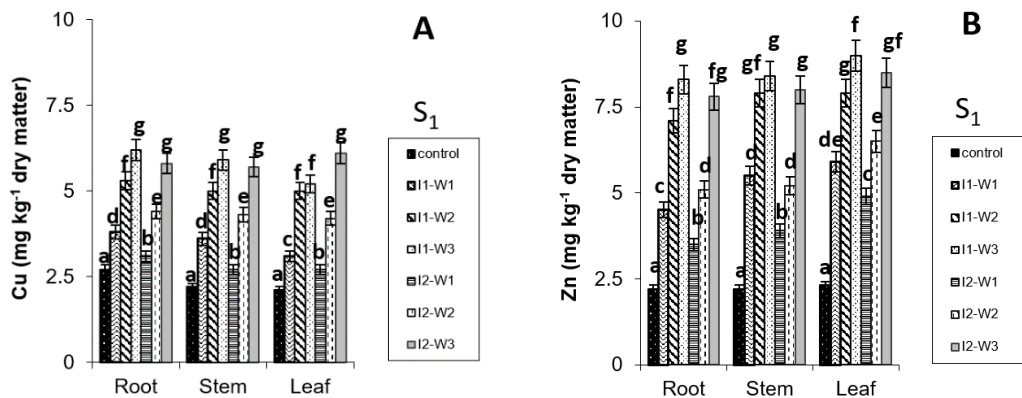 A
Cu (mg kg⁻¹ dry matter)
10
7.5
5
2.5
0
a d f g b e g
a d f g b e g
a c f f b e g
Root Stem Leaf
S₁
control
I1-W1
I1-W2
I1-W3
I2-W1
I2-W2
I2-W3
B
Zn (mg kg⁻¹ dry matter)
10
7.5
5
2.5
0
a c f g b d fg
a d gf g b d g
a de g f c e gf
Root Stem Leaf
S₁
control
I1-W1
I1-W2
I1-W3
I2-W1
I2-W2
I2-W3